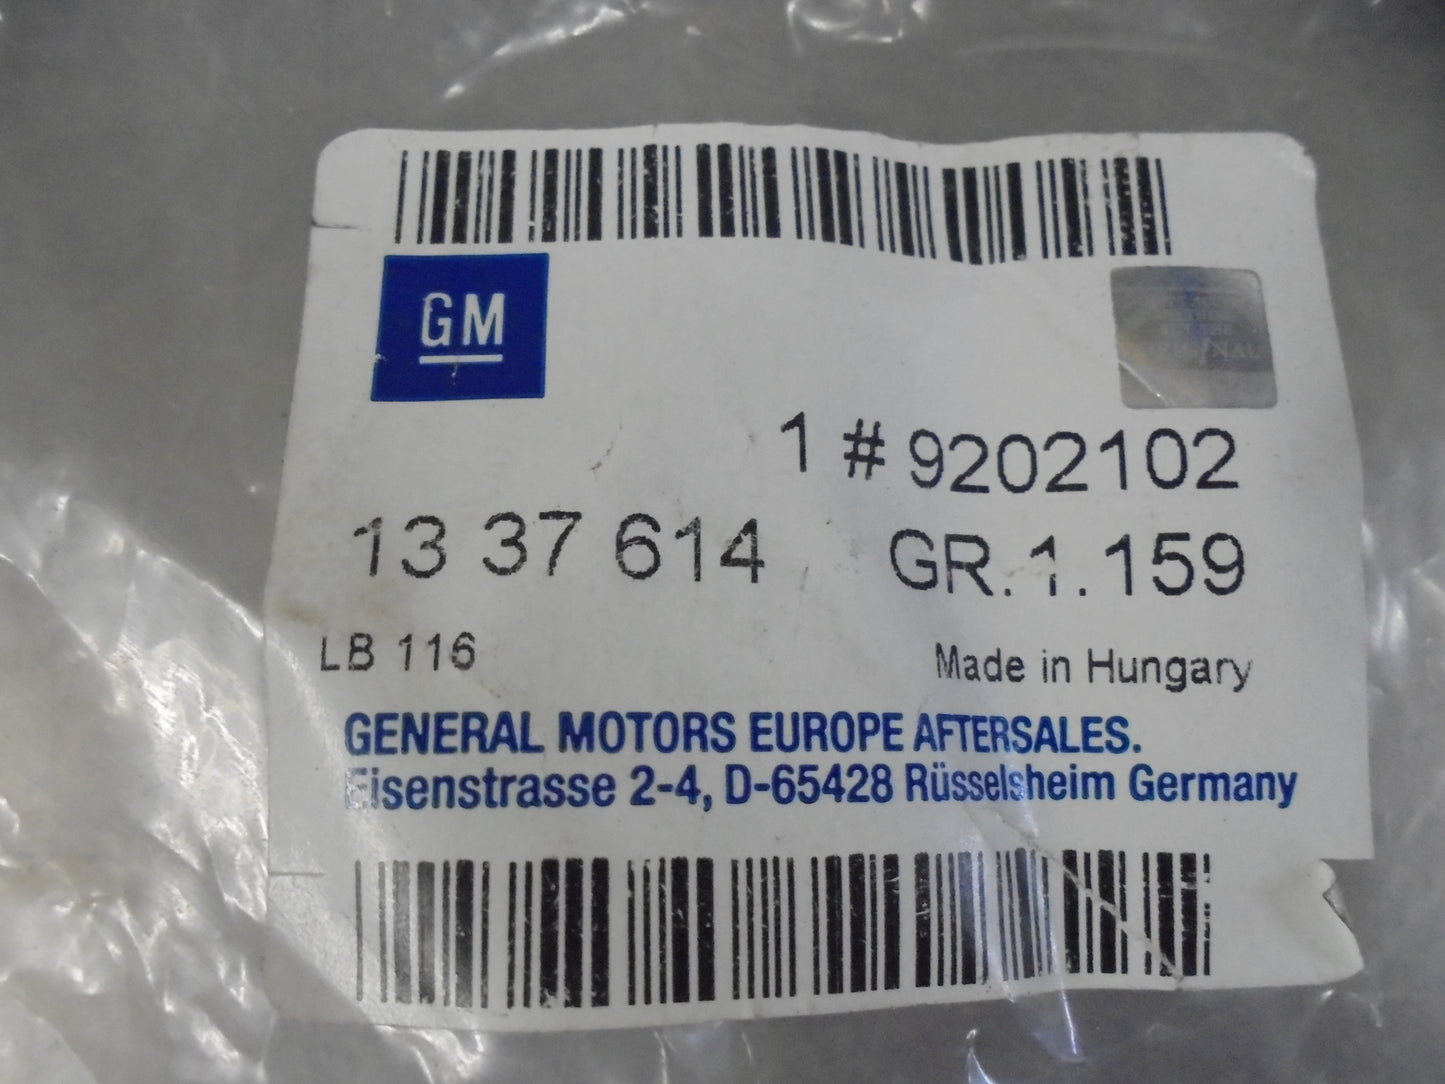 GM
1 # 9202102
13 37 614 GR. 1. 159
LB 116 Made in Hungary
GENERAL MOTORS EUROPE AFTERSALES.
Eisenstrasse 2-4, D-65428 Rüsselsheim Germany